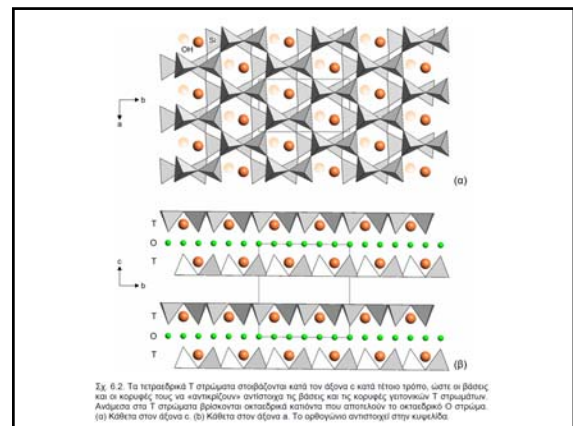 OH
Si
b
a
(α)
T
O
T
c
b
T
O
T
(β)
Σχ. 6.2. Τα τετραεδρικά Τ στρώματα στοιβάζονται κατά τον άξονα c κατά τέτοιο τρόπο, ώστε οι βάσεις
και οι κορυφές τους να «αντικρίζουν» αντίστοιχα τις βάσεις και τις κορυφές γειτονικών Τ στρωμάτων.
Ανάμεσα στα Τ στρώματα βρίσκονται οκταεδρικά κατιόντα που αποτελούν το οκταεδρικό Ο στρώμα.
(α) Κάθετα στον άξονα c. (b) Κάθετα στον άξονα a. Το ορθογώνιο αντιστοιχεί στην κυψελίδα.